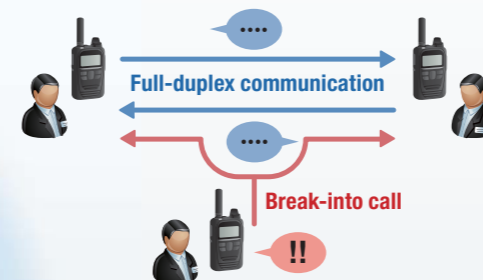 ••••
Full-duplex communication
••••
Break-into call
!!